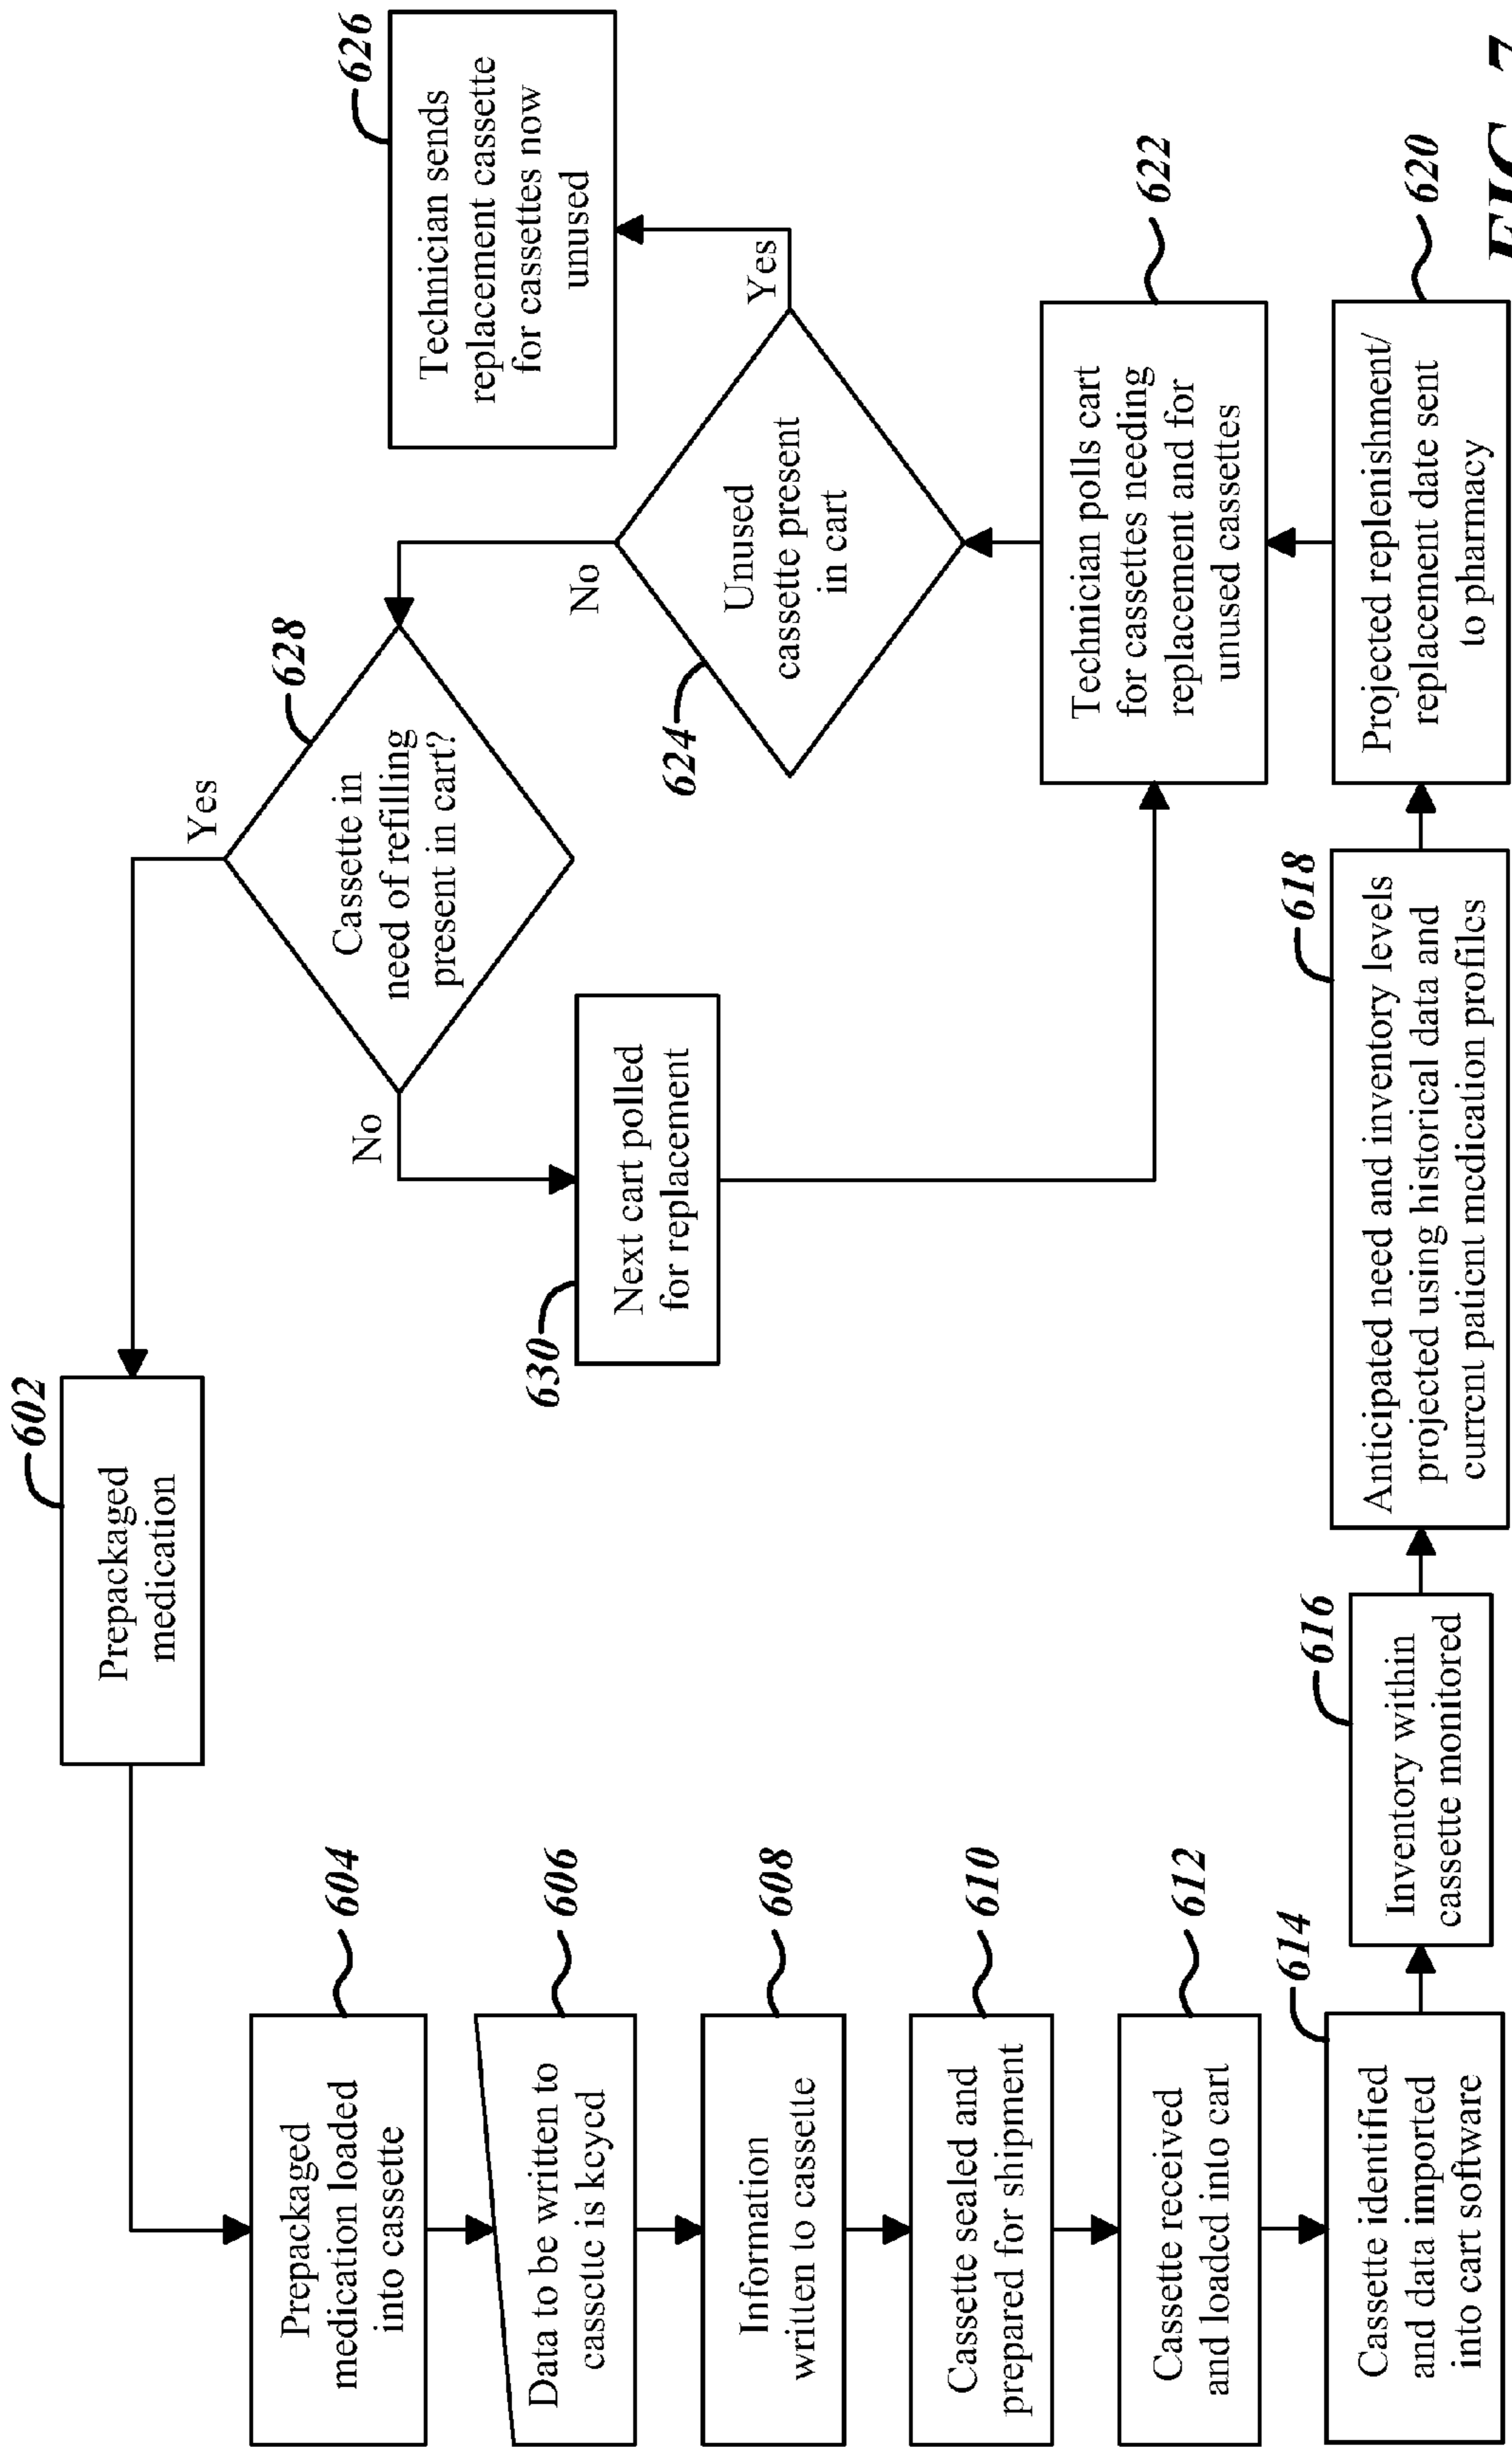 602
Prepackaged
medication
604
Prepackaged
medication loaded
into cassette
606
Data to be written to
cassette is keyed
608
Information
written to cassette
610
Cassette sealed and
prepared for shipment
612
Cassette received
and loaded into cart
614
Cassette identified
and data imported
into cart software
616
Inventory within
cassette monitored
618
Anticipated need and inventory levels
projected using historical data and
current patient medication profiles
620
Projected replenishment/
replacement date sent
to pharmacy
622
Technician polls cart
for cassettes needing
replacement and for
unused cassettes
624
Unused
cassette present
in cart
Yes
No
626
Technician sends
replacement cassette
for cassettes now
unused
628
Cassette in
need of refilling
present in cart?
Yes
No
630
Next cart polled
for replacement
FIG 7